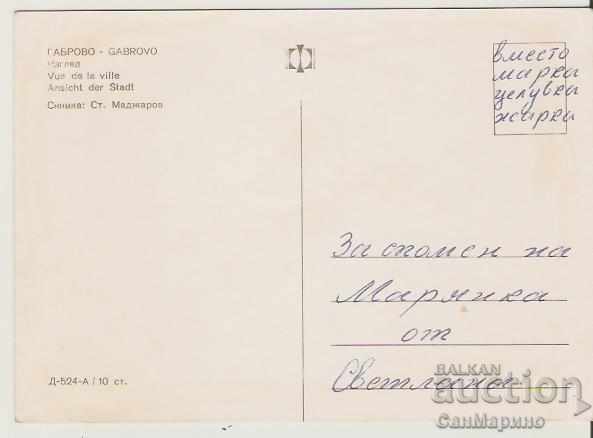 ГАБРОВО - GABROVO
Изглед
Vue de la ville
Ansicht der Stadt
Снимка: Ст. Маджаров
вместо
марка
целувка
жарка
За спомен на
Марянка
от
Светлана
Д-524-А / 10 ст.
BALKAN
auction
СанМарино